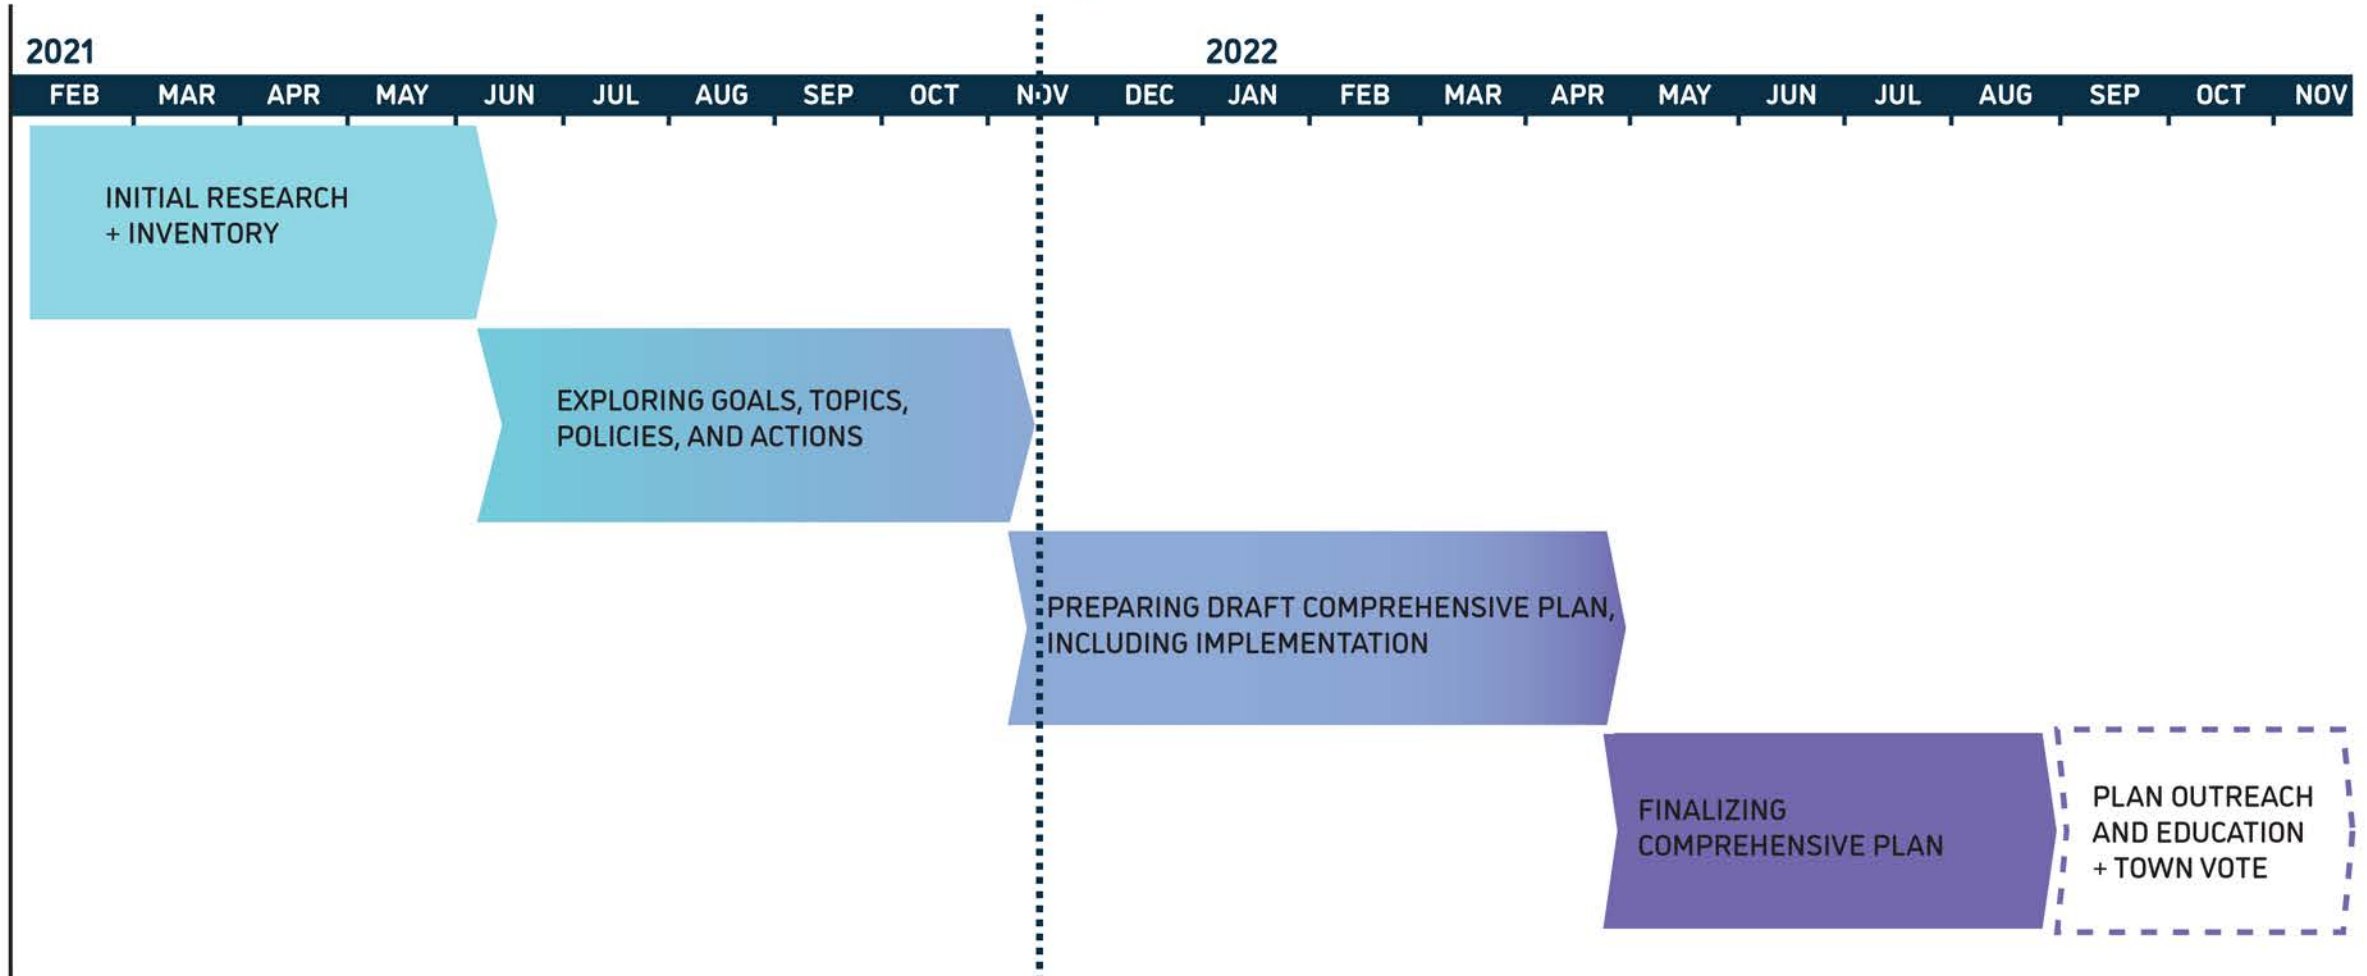 2021
2022
FEB MAR APR MAY JUN JUL AUG SEP OCT NOV DEC JAN FEB MAR APR MAY JUN JUL AUG SEP OCT NOV
INITIAL RESEARCH
+ INVENTORY
EXPLORING GOALS, TOPICS,
POLICIES, AND ACTIONS
PREPARING DRAFT COMPREHENSIVE PLAN,
INCLUDING IMPLEMENTATION
FINALIZING
COMPREHENSIVE PLAN
PLAN OUTREACH
AND EDUCATION
+ TOWN VOTE